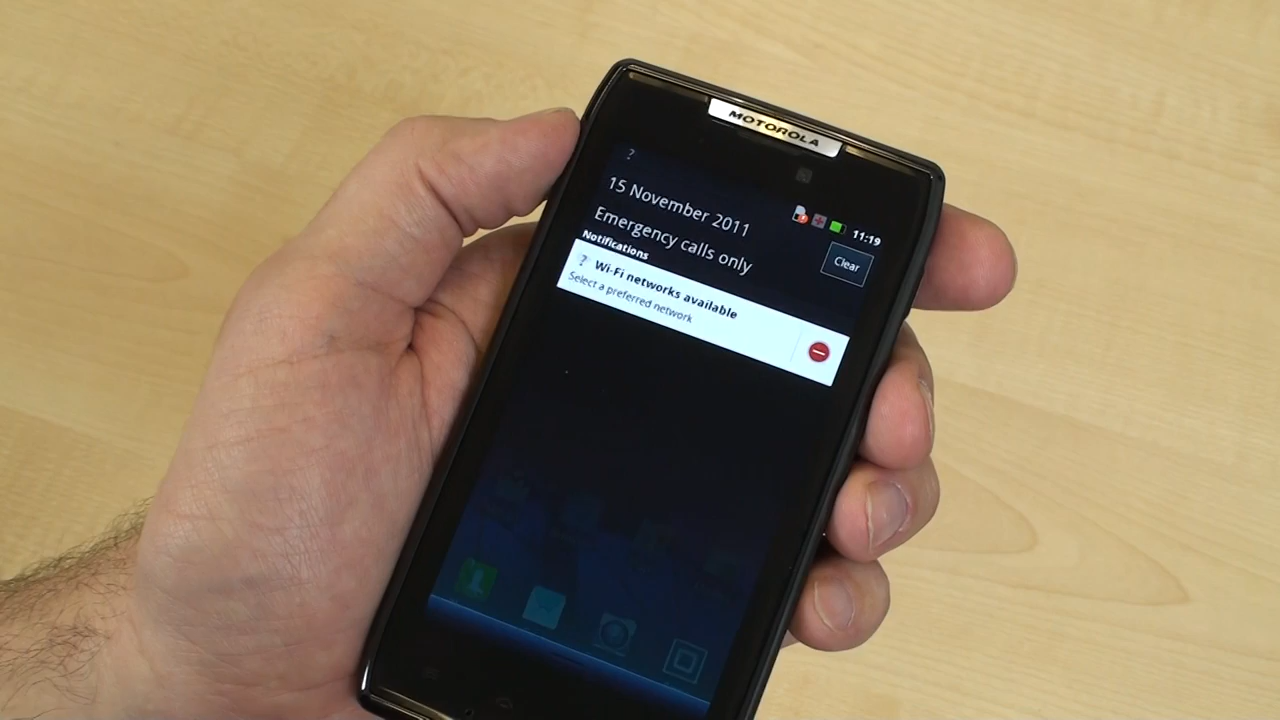 MOTOROLA
?
11:19
15 November 2011
Emergency calls only
Clear
Notifications
? Wi-Fi networks available
Select a preferred network